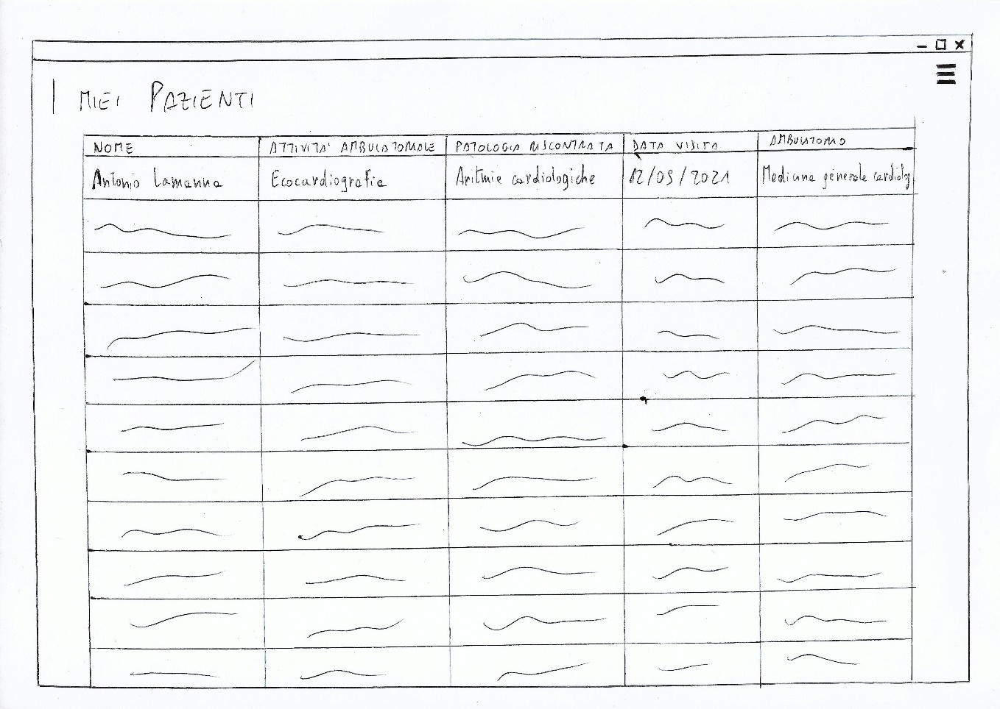 I MIEI PAZIENTI
NOME ATTIVITA' AMBULATORIALE PATOLOGIA RISCONTRATA DATA VISITA AMBULATORIO
Antonio Lamanna Ecocardiografia Aritmie cardiologiche 12/05/2021 Medicina generale cardiolog